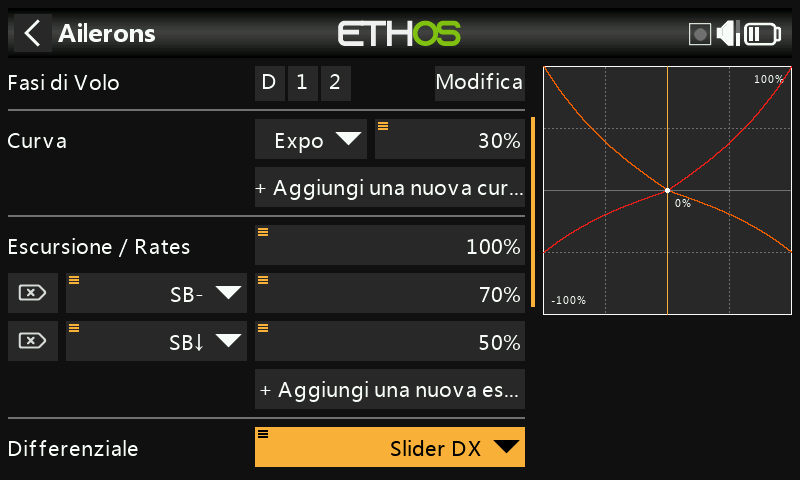 Ailerons
ETHOS
Fasi di Volo D 1 2 Modifica
Curva Expo 30%
+ Aggiungi una nuova cur...
Escursione / Rates 100%
SB- 70%
SB↓ 50%
+ Aggiungi una nuova es...
Differenziale Slider DX
100%
0%
-100%